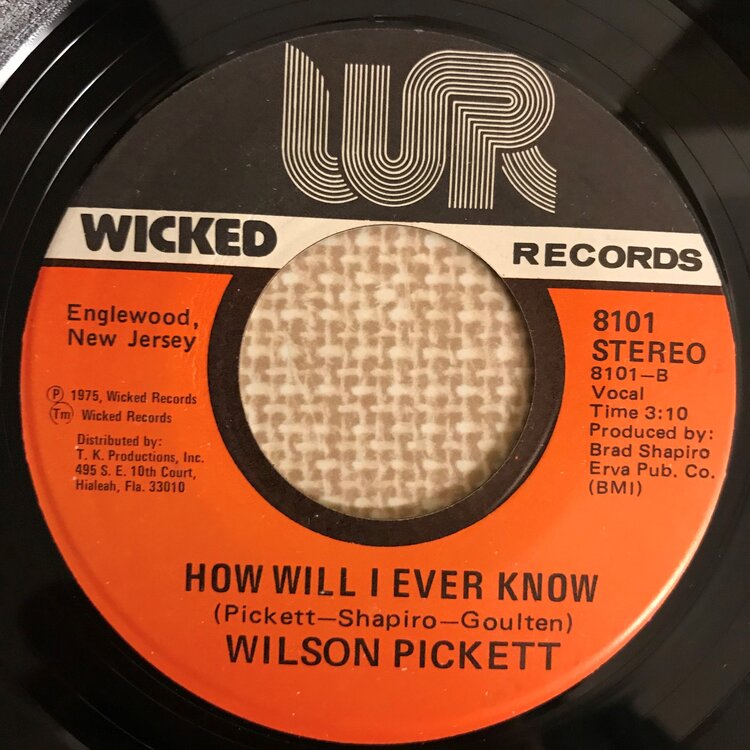 WR
WICKED RECORDS
Englewood,
New Jersey
℗ 1975, Wicked Records
Tm Wicked Records
Distributed by:
T. K. Productions, Inc.
495 S. E. 10th Court,
Hialeah, Fla. 33010
8101
STEREO
8101-B
Vocal
Time 3:10
Produced by:
Brad Shapiro
Erva Pub. Co.
(BMI)
HOW WILL I EVER KNOW
(Pickett-Shapiro-Goulten)
WILSON PICKETT